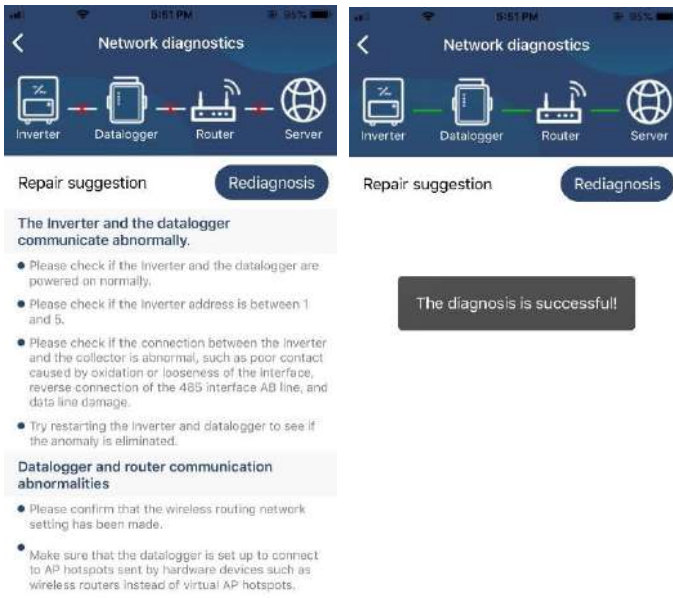 5:51 PM
95%
Network diagnostics
Inverter Datalogger Router Server
Repair suggestion
Rediagnosis
The Inverter and the datalogger
communicate abnormally.
Please check if the Inverter and the datalogger are
powered on normally.
Please check if the Inverter address is between 1
and 5.
Please check if the connection between the Inverter
and the collector is abnormal, such as poor contact
caused by oxidation or looseness of the interface,
reverse connection of the 485 interface AB line, and
data line damage.
Try restarting the Inverter and datalogger to see if
the anomaly is eliminated.
Datalogger and router communication
abnormalities
Please confirm that the wireless routing network
setting has been made.
Make sure that the datalogger is set up to connect
to AP hotspots sent by hardware devices such as
wireless routers instead of virtual AP hotspots.
5:51 PM
95%
Network diagnostics
Inverter Datalogger Router Server
Repair suggestion
Rediagnosis
The diagnosis is successful!